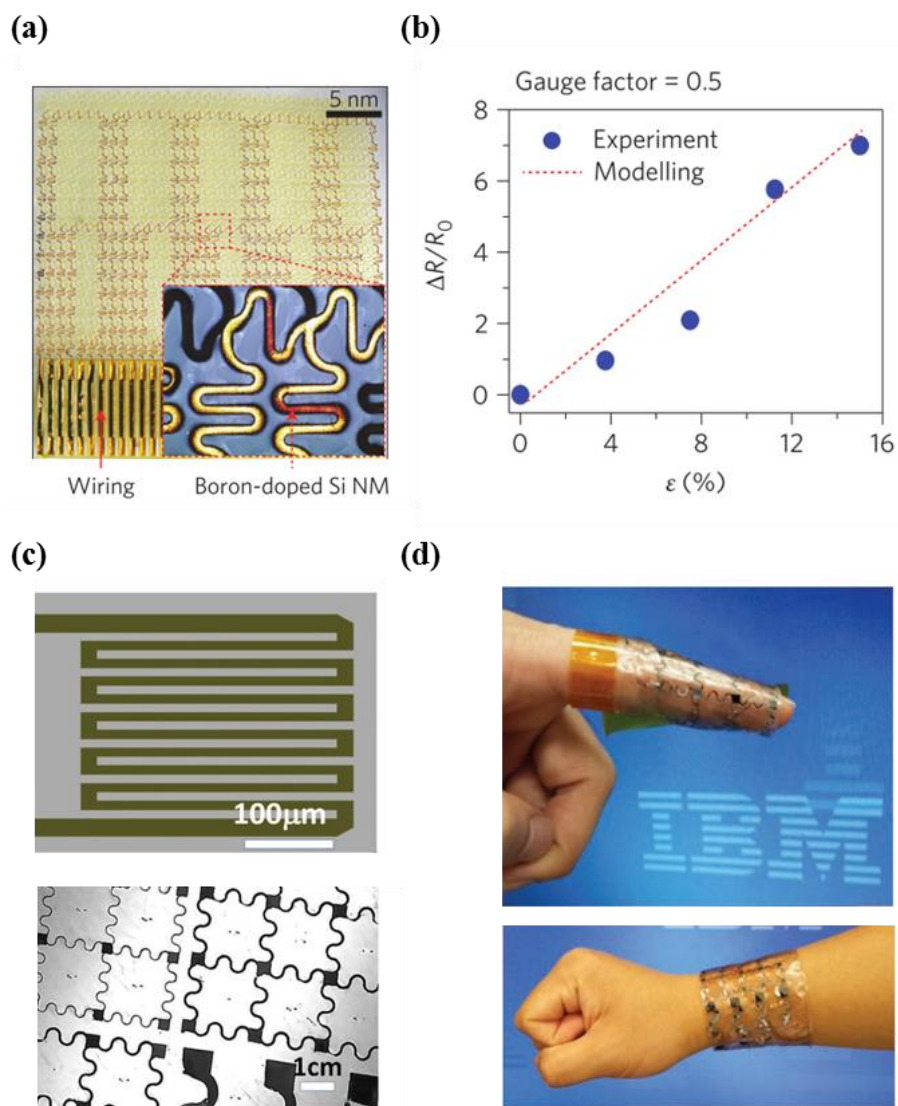 (a)
5 nm
Wiring
Boron-doped Si NM
(b)
Gauge factor = 0.5
8
6
4
2
0
ΔR/R0
Experiment
Modelling
0
4
8
12
16
ε (%)
(c)
100μm
1cm
(d)
IBM